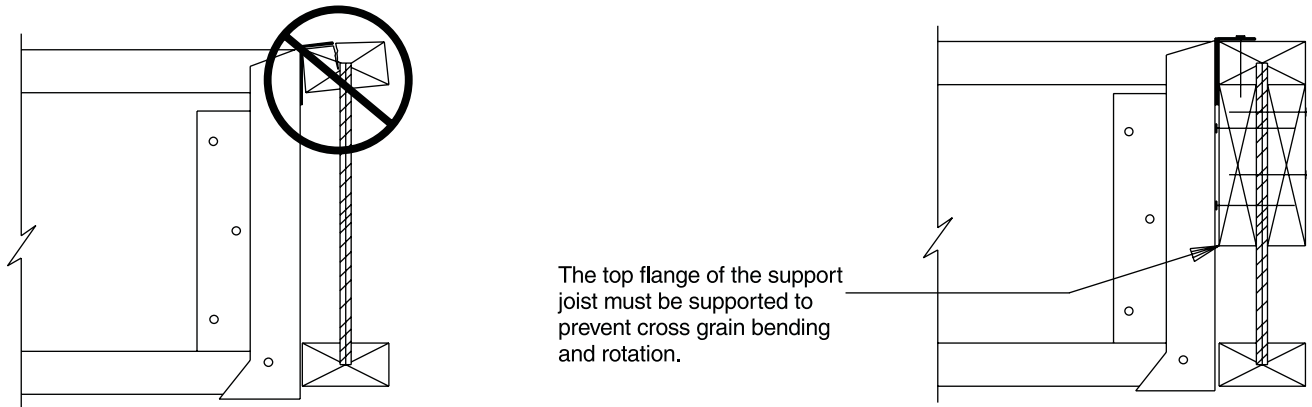 The top flange of the support
joist must be supported to
prevent cross grain bending
and rotation.